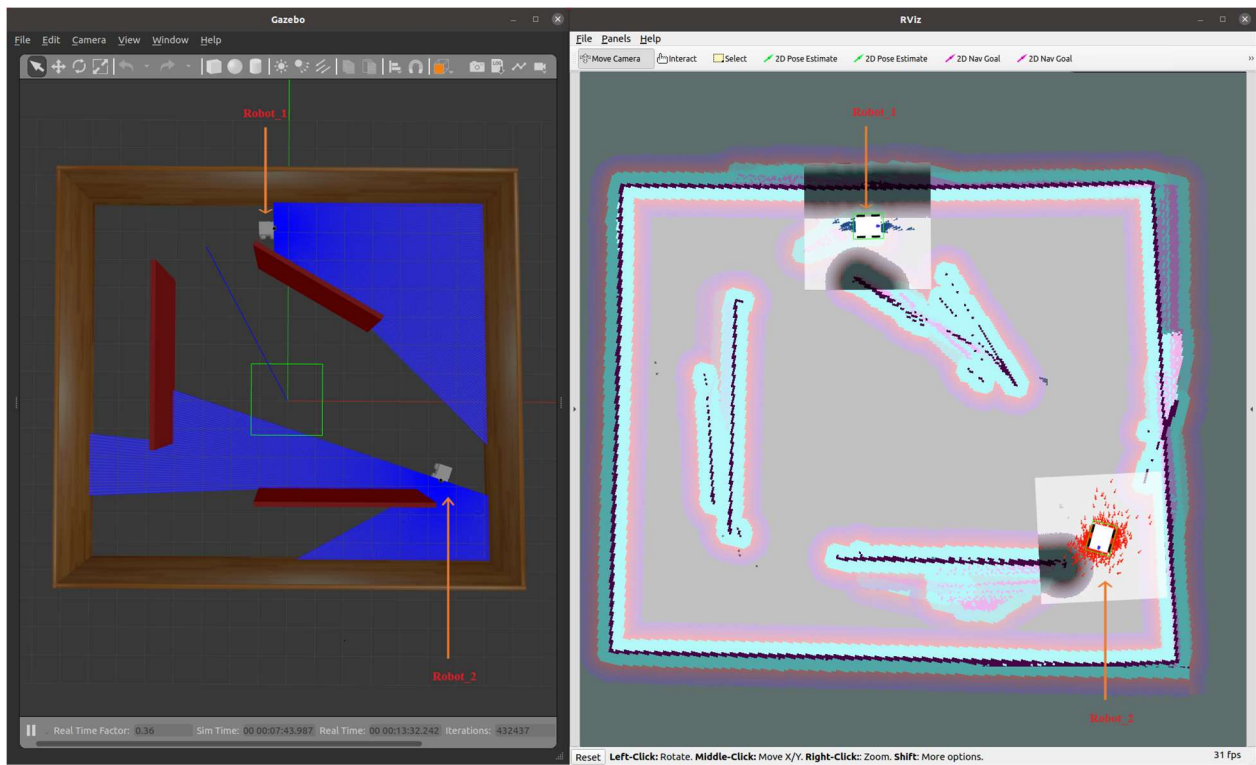 Gazebo
File Edit Camera View Window Help
Robot_1
Robot_2
Real Time Factor: 0.36 Sim Time: 00 00:07:43.987 Real Time: 00 00:13:32.242 Iterations: 432437
RViz
File Panels Help
Move Camera Interact Select 2D Pose Estimate 2D Pose Estimate 2D Nav Goal 2D Nav Goal »
Robot_1
Robot_2
Reset Left-Click: Rotate. Middle-Click: Move X/Y. Right-Click:: Zoom. Shift: More options. 31 fps